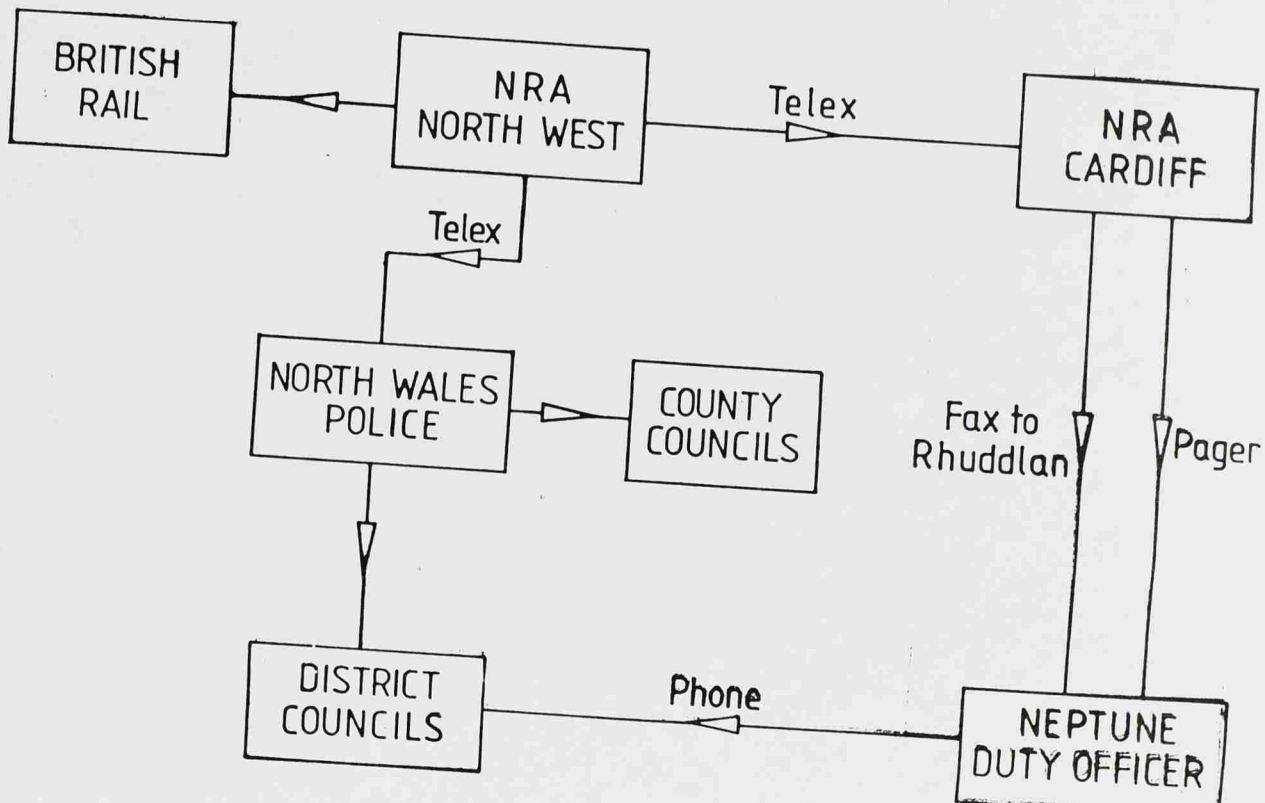 BRITISH
RAIL
NRA
NORTH WEST
Telex
NRA
CARDIFF
Telex
NORTH WALES
POLICE
COUNTY
COUNCILS
Fax to
Rhuddlan
Pager
DISTRICT
COUNCILS
Phone
NEPTUNE
DUTY OFFICER